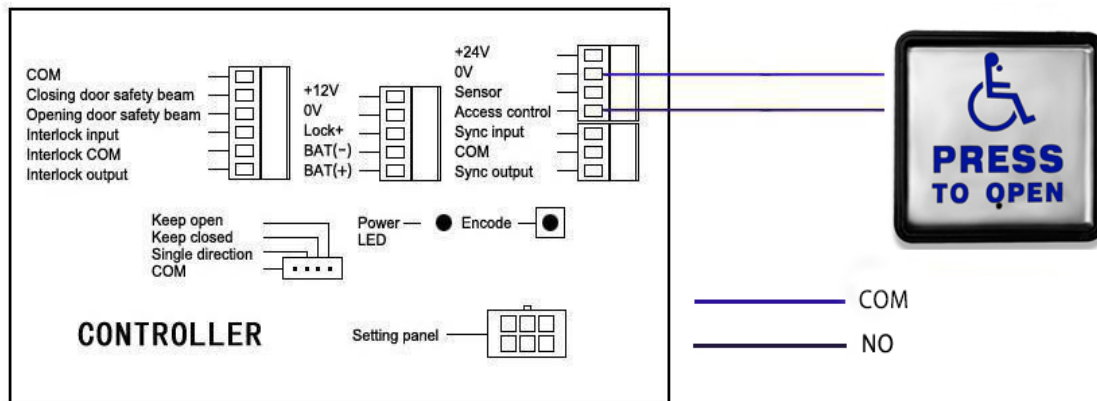 COM
Closing door safety beam
Opening door safety beam
Interlock input
Interlock COM
Interlock output
+12V
0V
Lock+
BAT(-)
BAT(+)
+24V
0V
Sensor
Access control
Sync input
COM
Sync output
Keep open
Keep closed
Single direction
COM
Power
LED
Encode
CONTROLLER
Setting panel
PRESS
TO OPEN
COM
NO